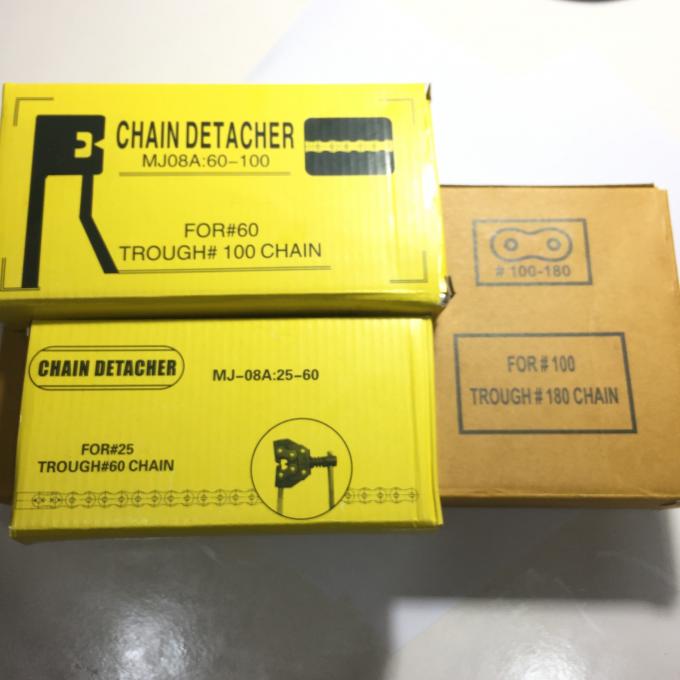 CHAIN DETACHER
MJ08A:60-100
FOR#60
TROUGH# 100 CHAIN
# 100-180
FOR # 100
TROUGH # 180 CHAIN
CHAIN DETACHER
MJ-08A:25-60
FOR#25
TROUGH#60 CHAIN